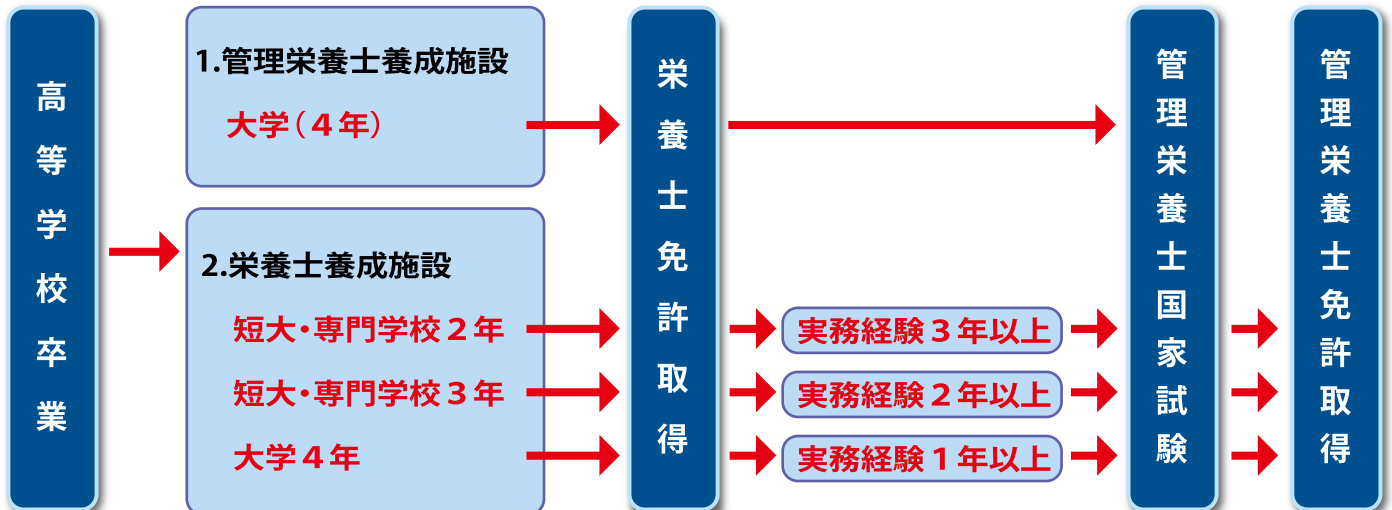 高等学校卒業
1.管理栄養士養成施設
大学（４年）
2.栄養士養成施設
短大・専門学校２年
短大・専門学校３年
大学４年
栄養士免許取得
実務経験３年以上
実務経験２年以上
実務経験１年以上
管理栄養士国家試験
管理栄養士免許取得